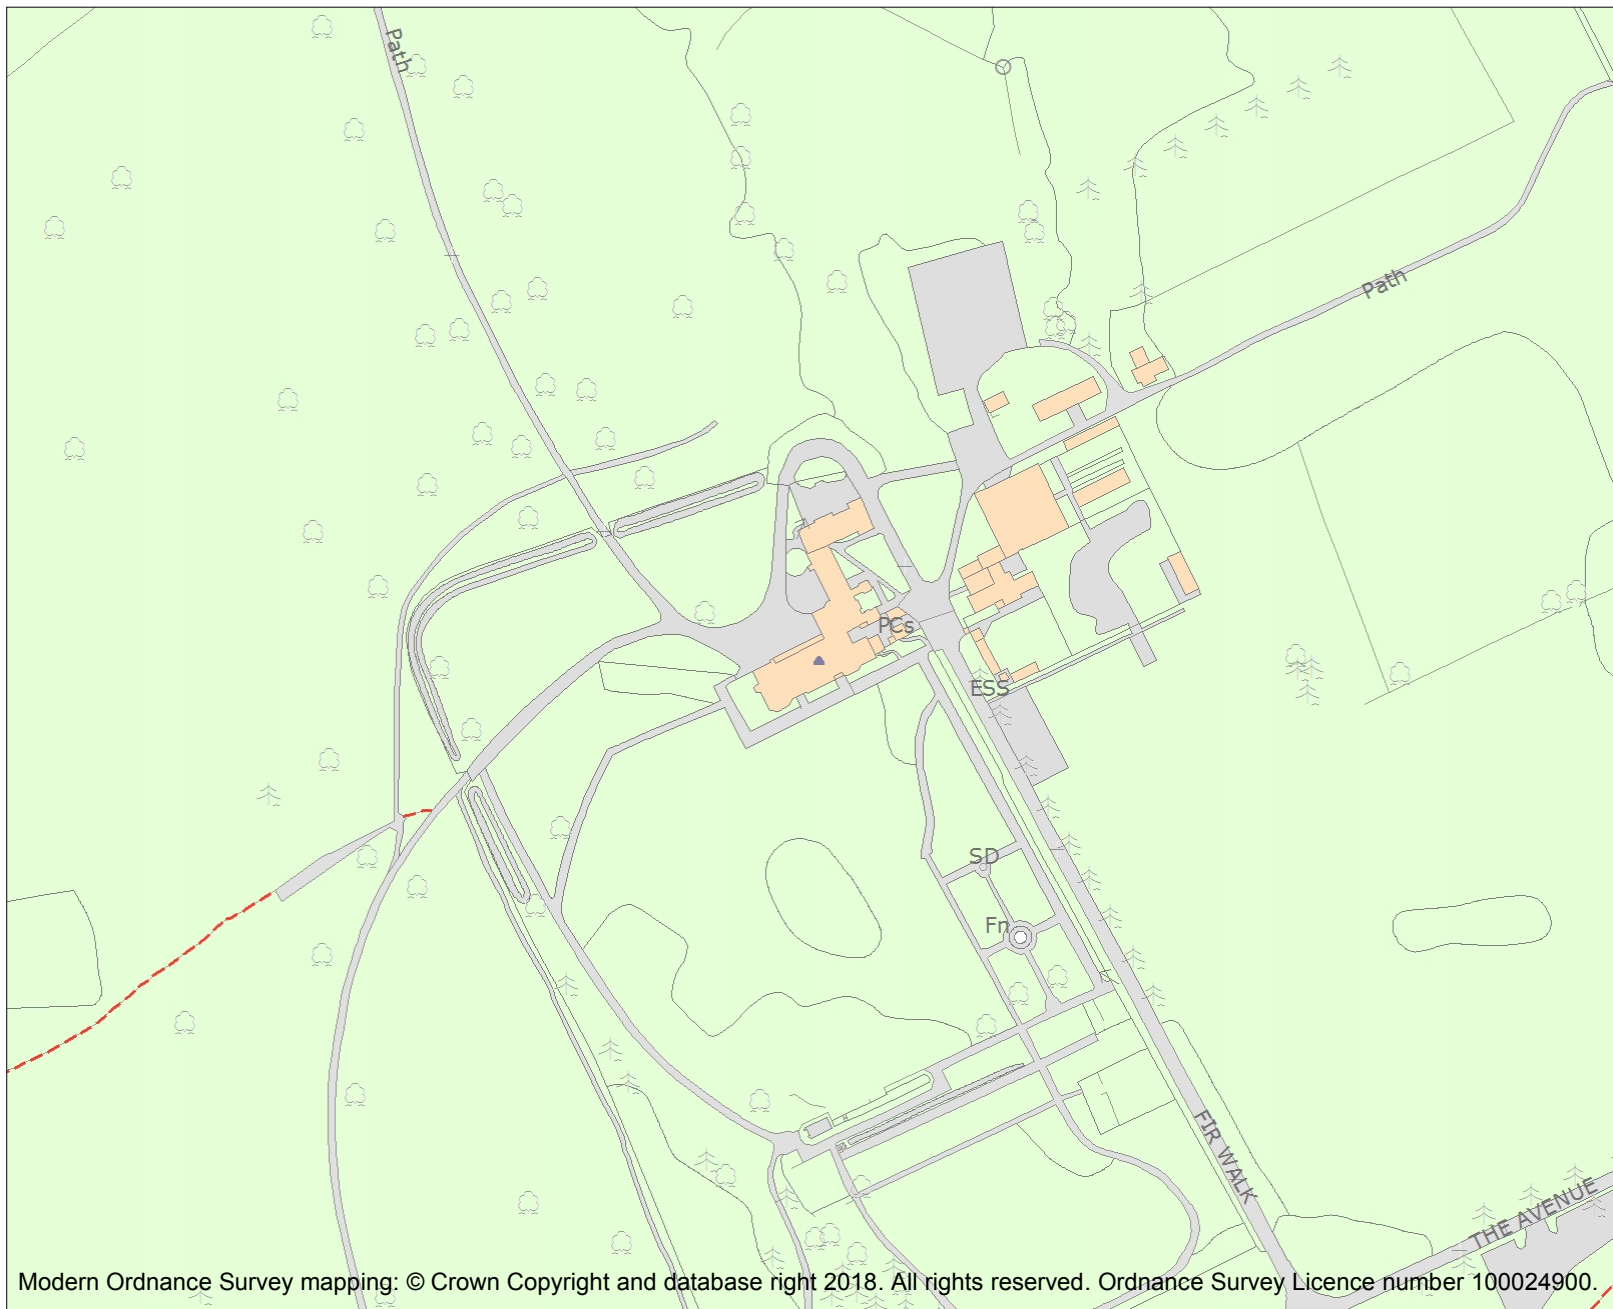 Path
Path
PCs
ESS
SD
Fn
FIR WALK
THE AVENUE
Modern Ordnance Survey mapping: © Crown Copyright and database right 2018. All rights reserved. Ordnance Survey Licence number 100024900.